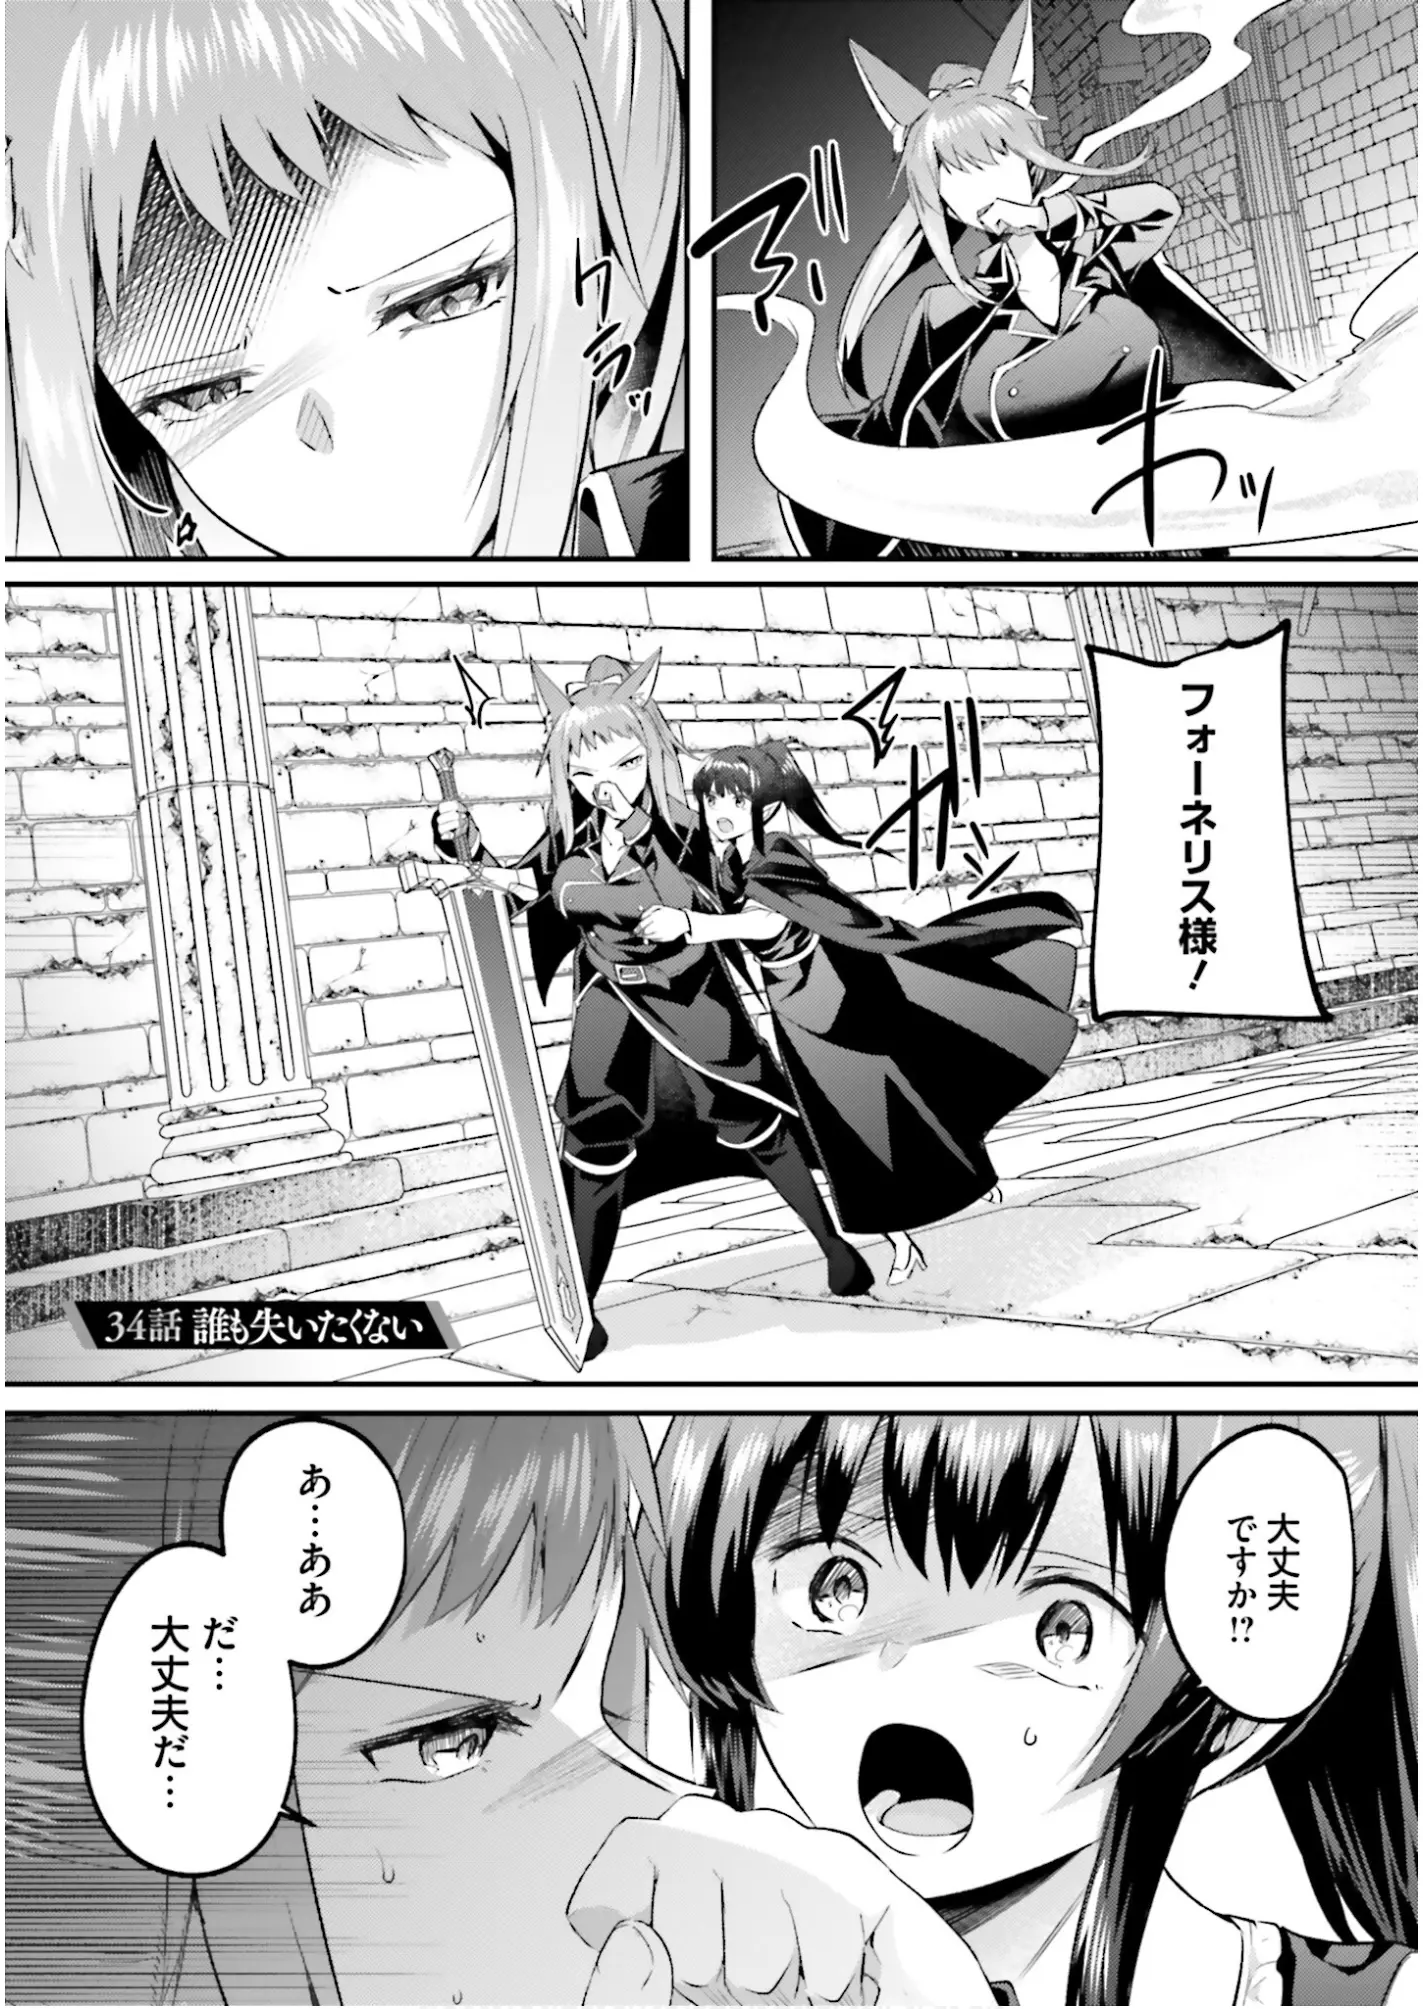 ズ
ブワッ
クラッ
フォーネリス様！
ガシッ
34話 誰も失いたくない
大丈夫
ですか!?
あ…ああ
だ…
大丈夫だ…